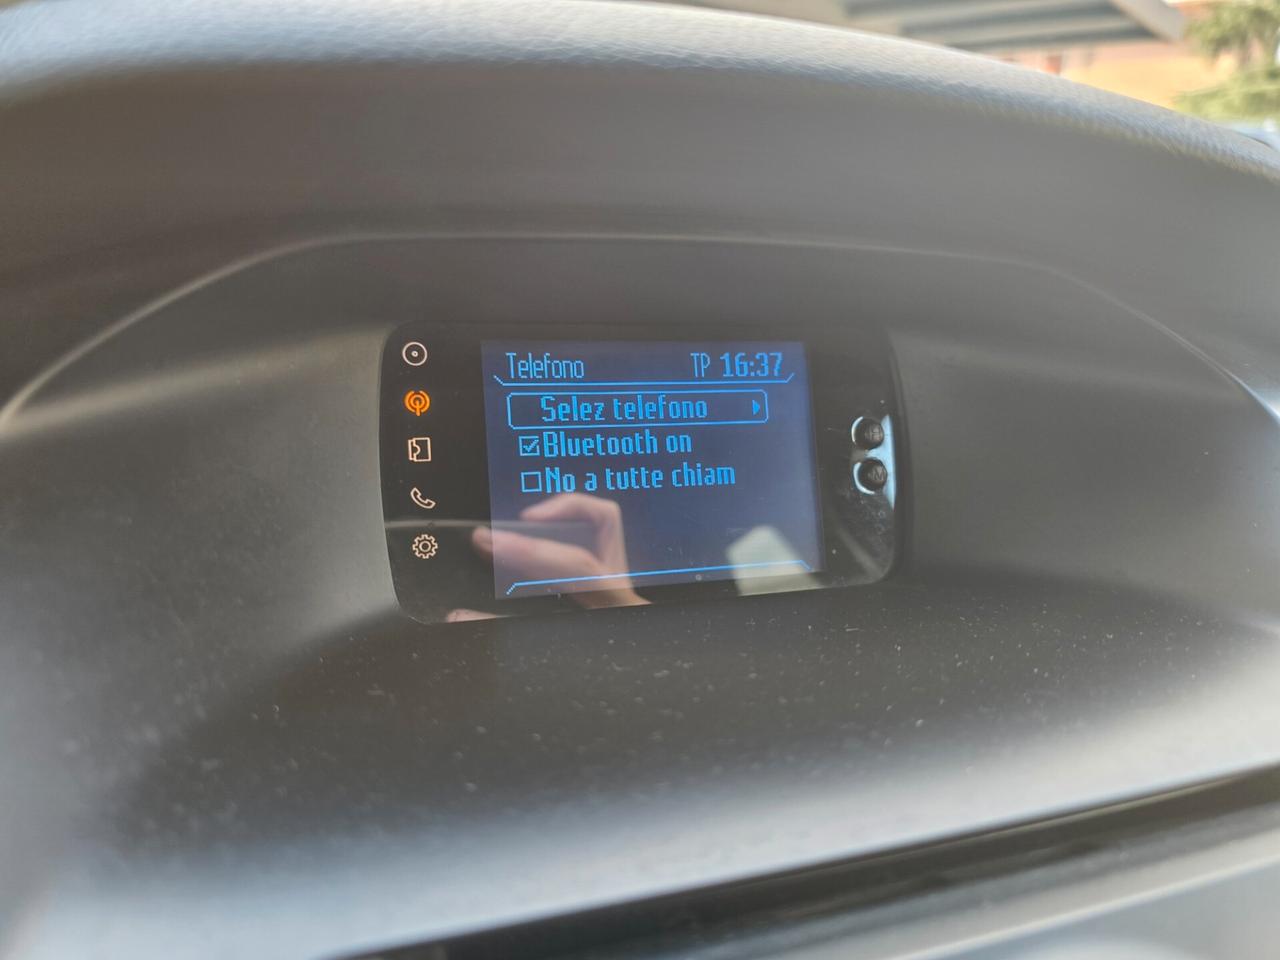 Telefono TP 16:37
Selez telefono
Bluetooth on
No a tutte chiam
H
M